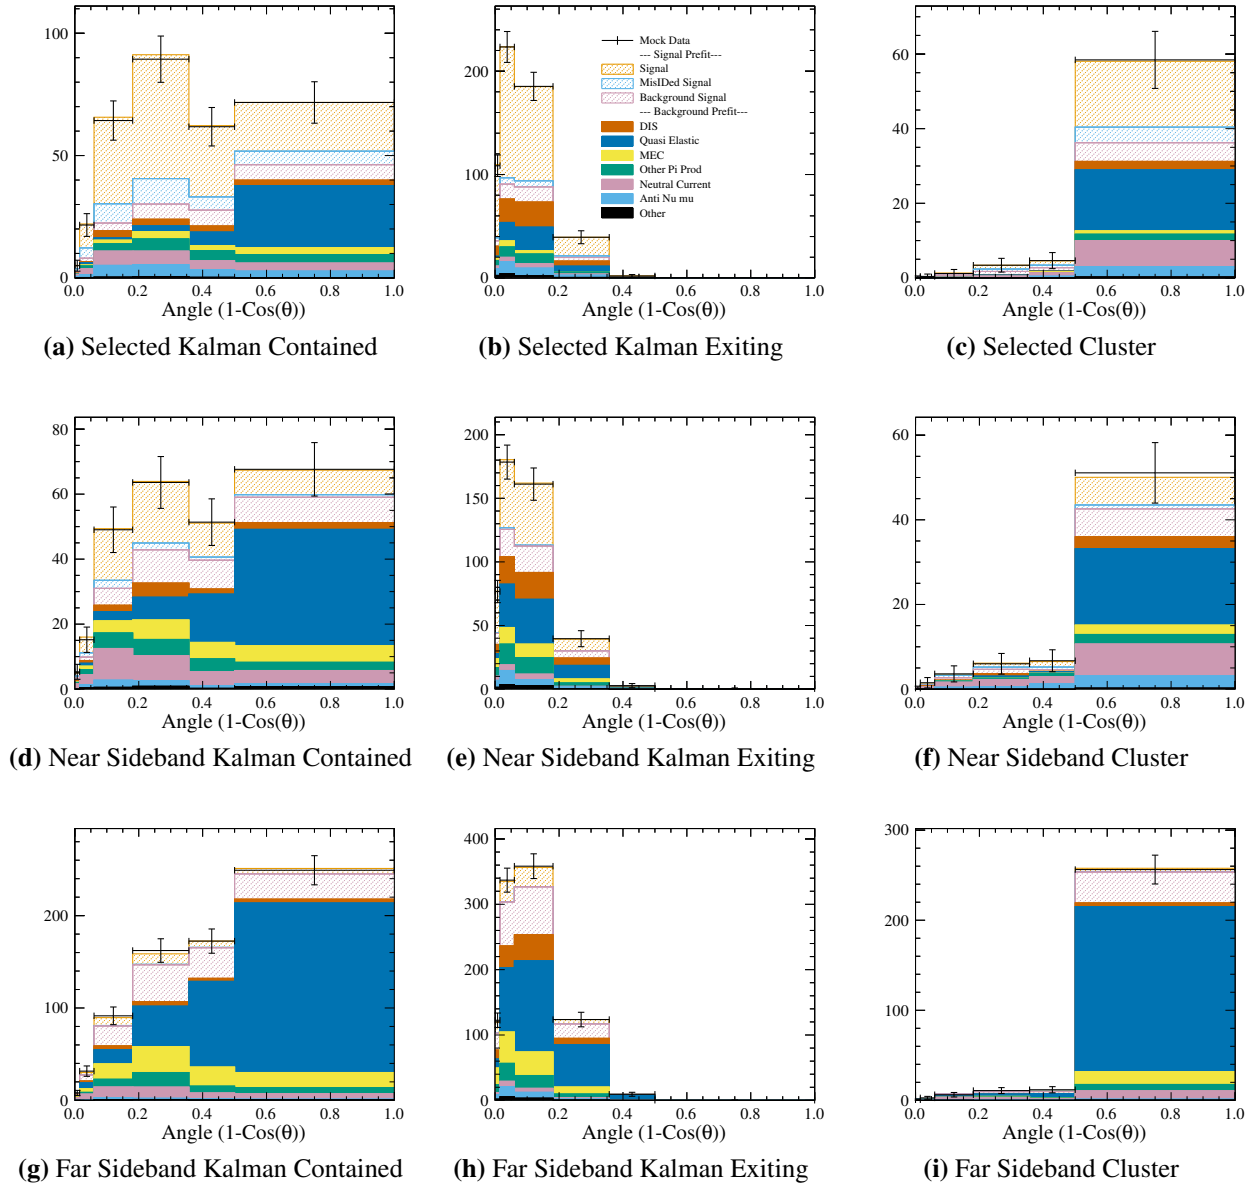 100
50
0
0.0 0.2 0.4 0.6 0.8 1.0
Angle (1-Cos(θ))
(a) Selected Kalman Contained
200
100
0
0.0 0.2 0.4 0.6 0.8 1.0
Angle (1-Cos(θ))
Mock Data
--- Signal Prefit---
Signal
MisIDed Signal
Background Signal
--- Background Prefit---
DIS
Quasi Elastic
MEC
Other Pi Prod
Neutral Current
Anti Nu mu
Other
(b) Selected Kalman Exiting
60
40
20
0
0.0 0.2 0.4 0.6 0.8 1.0
Angle (1-Cos(θ))
(c) Selected Cluster
80
60
40
20
0
0.0 0.2 0.4 0.6 0.8 1.0
Angle (1-Cos(θ))
(d) Near Sideband Kalman Contained
200
150
100
50
0
0.0 0.2 0.4 0.6 0.8 1.0
Angle (1-Cos(θ))
(e) Near Sideband Kalman Exiting
60
40
20
0
0.0 0.2 0.4 0.6 0.8 1.0
Angle (1-Cos(θ))
(f) Near Sideband Cluster
200
100
0
0.0 0.2 0.4 0.6 0.8 1.0
Angle (1-Cos(θ))
(g) Far Sideband Kalman Contained
400
300
200
100
0
0.0 0.2 0.4 0.6 0.8 1.0
Angle (1-Cos(θ))
(h) Far Sideband Kalman Exiting
300
200
100
0
0.0 0.2 0.4 0.6 0.8 1.0
Angle (1-Cos(θ))
(i) Far Sideband Cluster